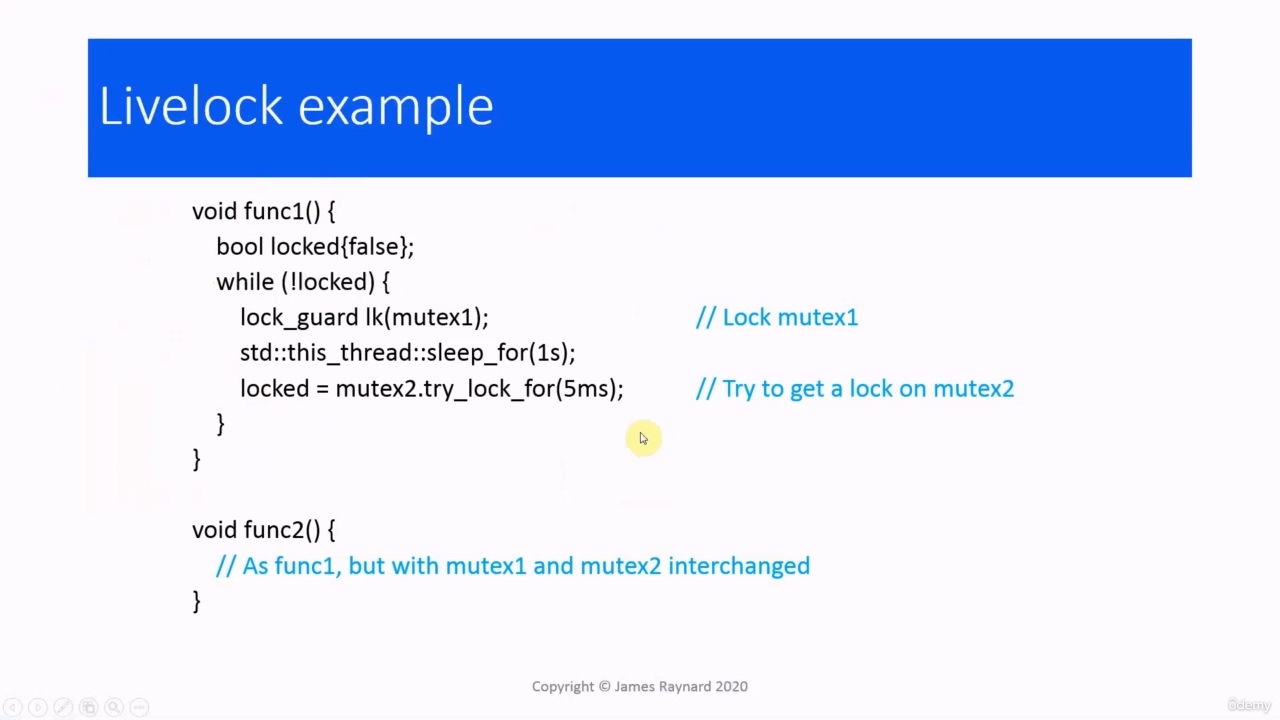 Livelock example
void func1() {
bool locked{false};
while (!locked) {
lock_guard lk(mutex1); // Lock mutex1
std::this_thread::sleep_for(1s);
locked = mutex2.try_lock_for(5ms); // Try to get a lock on mutex2
}
}
void func2() {
// As func1, but with mutex1 and mutex2 interchanged
}
Copyright © James Raynard 2020
ûdemy